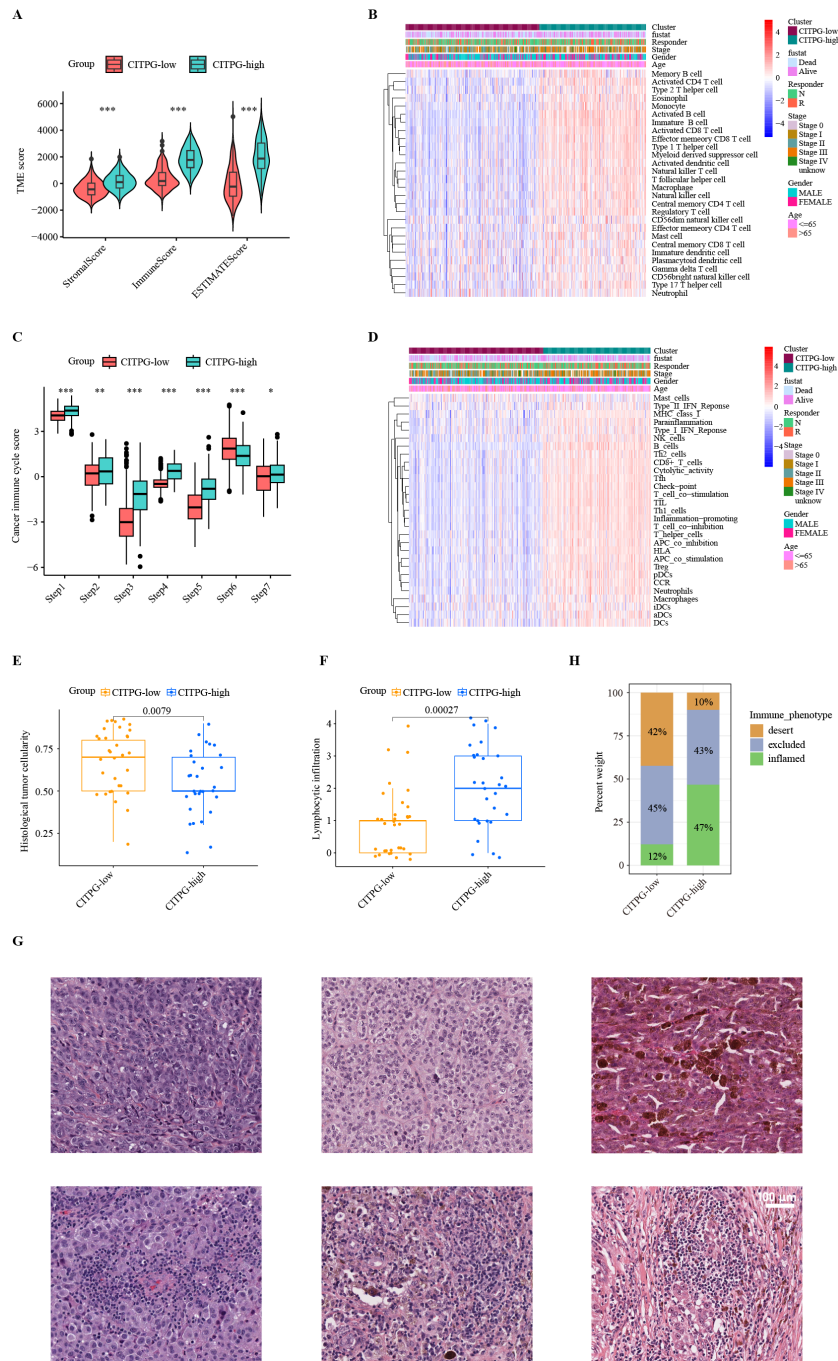 A
Group CITPG-low CITPG-high
TME score
6000
4000
2000
0
−2000
−4000
*** *** ***
StromalScore
ImmuneScore
ESTIMATEScore
B
Cluster
fustat
Responder
Stage
Gender
Age
Memory B cell
Activated CD4 T cell
Type 2 T helper cell
Eosinophil
Monocyte
Activated B cell
Immature B cell
Activated CD8 T cell
Effector memeory CD8 T cell
Type 1 T helper cell
Myeloid derived suppressor cell
Activated dendritic cell
Natural killer T cell
T follicular helper cell
Macrophage
Natural killer cell
Central memory CD4 T cell
Regulatory T cell
CD56dim natural killer cell
Effector memeory CD4 T cell
Mast cell
Central memory CD8 T cell
Immature dendritic cell
Plasmacytoid dendritic cell
Gamma delta T cell
CD56bright natural killer cell
Type 17 T helper cell
Neutrophil
4
2
0
−2
−4
Cluster
CITPG-low
CITPG-high
fustat
Dead
Alive
Responder
N
R
Stage
Stage 0
Stage I
Stage II
Stage III
Stage IV
unknow
Gender
MALE
FEMALE
Age
<=65
>65
C
Group CITPG-low CITPG-high
Cancer immune cycle score
3
0
−3
−6
*** ** *** *** *** *** *
Step1
Step2
Step3
Step4
Step5
Step6
Step7
D
Cluster
fustat
Responder
Stage
Gender
Age
Mast_cells
Type_II_IFN_Reponse
MHC_class_I
Parainflammation
Type_I_IFN_Reponse
NK_cells
B_cells
Th2_cells
CD8+_T_cells
Cytolytic_activity
Tfh
Check-point
T_cell_co-stimulation
TIL
Th1_cells
Inflammation-promoting
T_cell_co-inhibition
T_helper_cells
APC_co_inhibition
HLA
APC_co_stimulation
Treg
pDCs
CCR
Neutrophils
Macrophages
iDCs
aDCs
DCs
4
2
0
−2
−4
Cluster
CITPG-low
CITPG-high
fustat
Dead
Alive
Responder
N
R
Stage
Stage 0
Stage I
Stage II
Stage III
Stage IV
unknow
Gender
MALE
FEMALE
Age
<=65
>65
E
Group CITPG-low CITPG-high
0.0079
Histological tumor cellularity
0.75
0.50
0.25
CITPG-low
CITPG-high
F
Group CITPG-low CITPG-high
0.00027
Lymphocytic infiltration
4
3
2
1
0
CITPG-low
CITPG-high
H
Percent weight
100
75
50
25
0
42%
45%
12%
10%
43%
47%
CITPG-low
CITPG-high
Immune_phenotype
desert
excluded
inflamed
G
100 μm